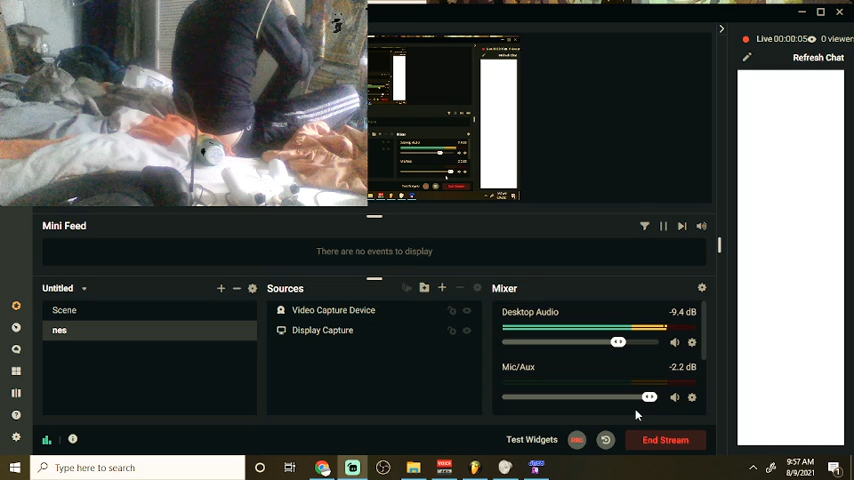 Live 00:00:05 0 viewer
Refresh Chat
Mini Feed
There are no events to display
Untitled
Sources
Mixer
Scene
nes
Video Capture Device
Display Capture
Desktop Audio -9.4 dB
Mic/Aux -2.2 dB
Test Widgets
REC
End Stream
Type here to search
9:57 AM
8/9/2021